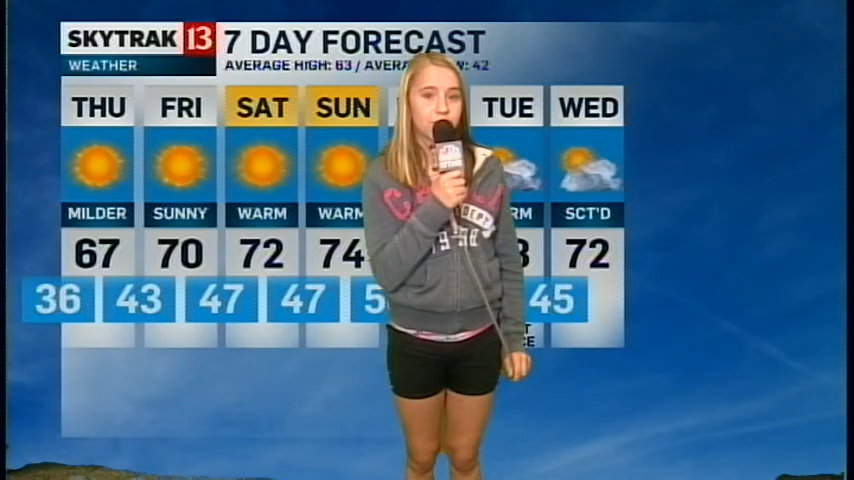 SKYTRAK 13
WEATHER
7 DAY FORECAST
AVERAGE HIGH: 63 / 42
THU FRI SAT SUN TUE WED
MILDER SUNNY WARM WARM SCT'D
67 70 72 74 72
36 43 47 47 45